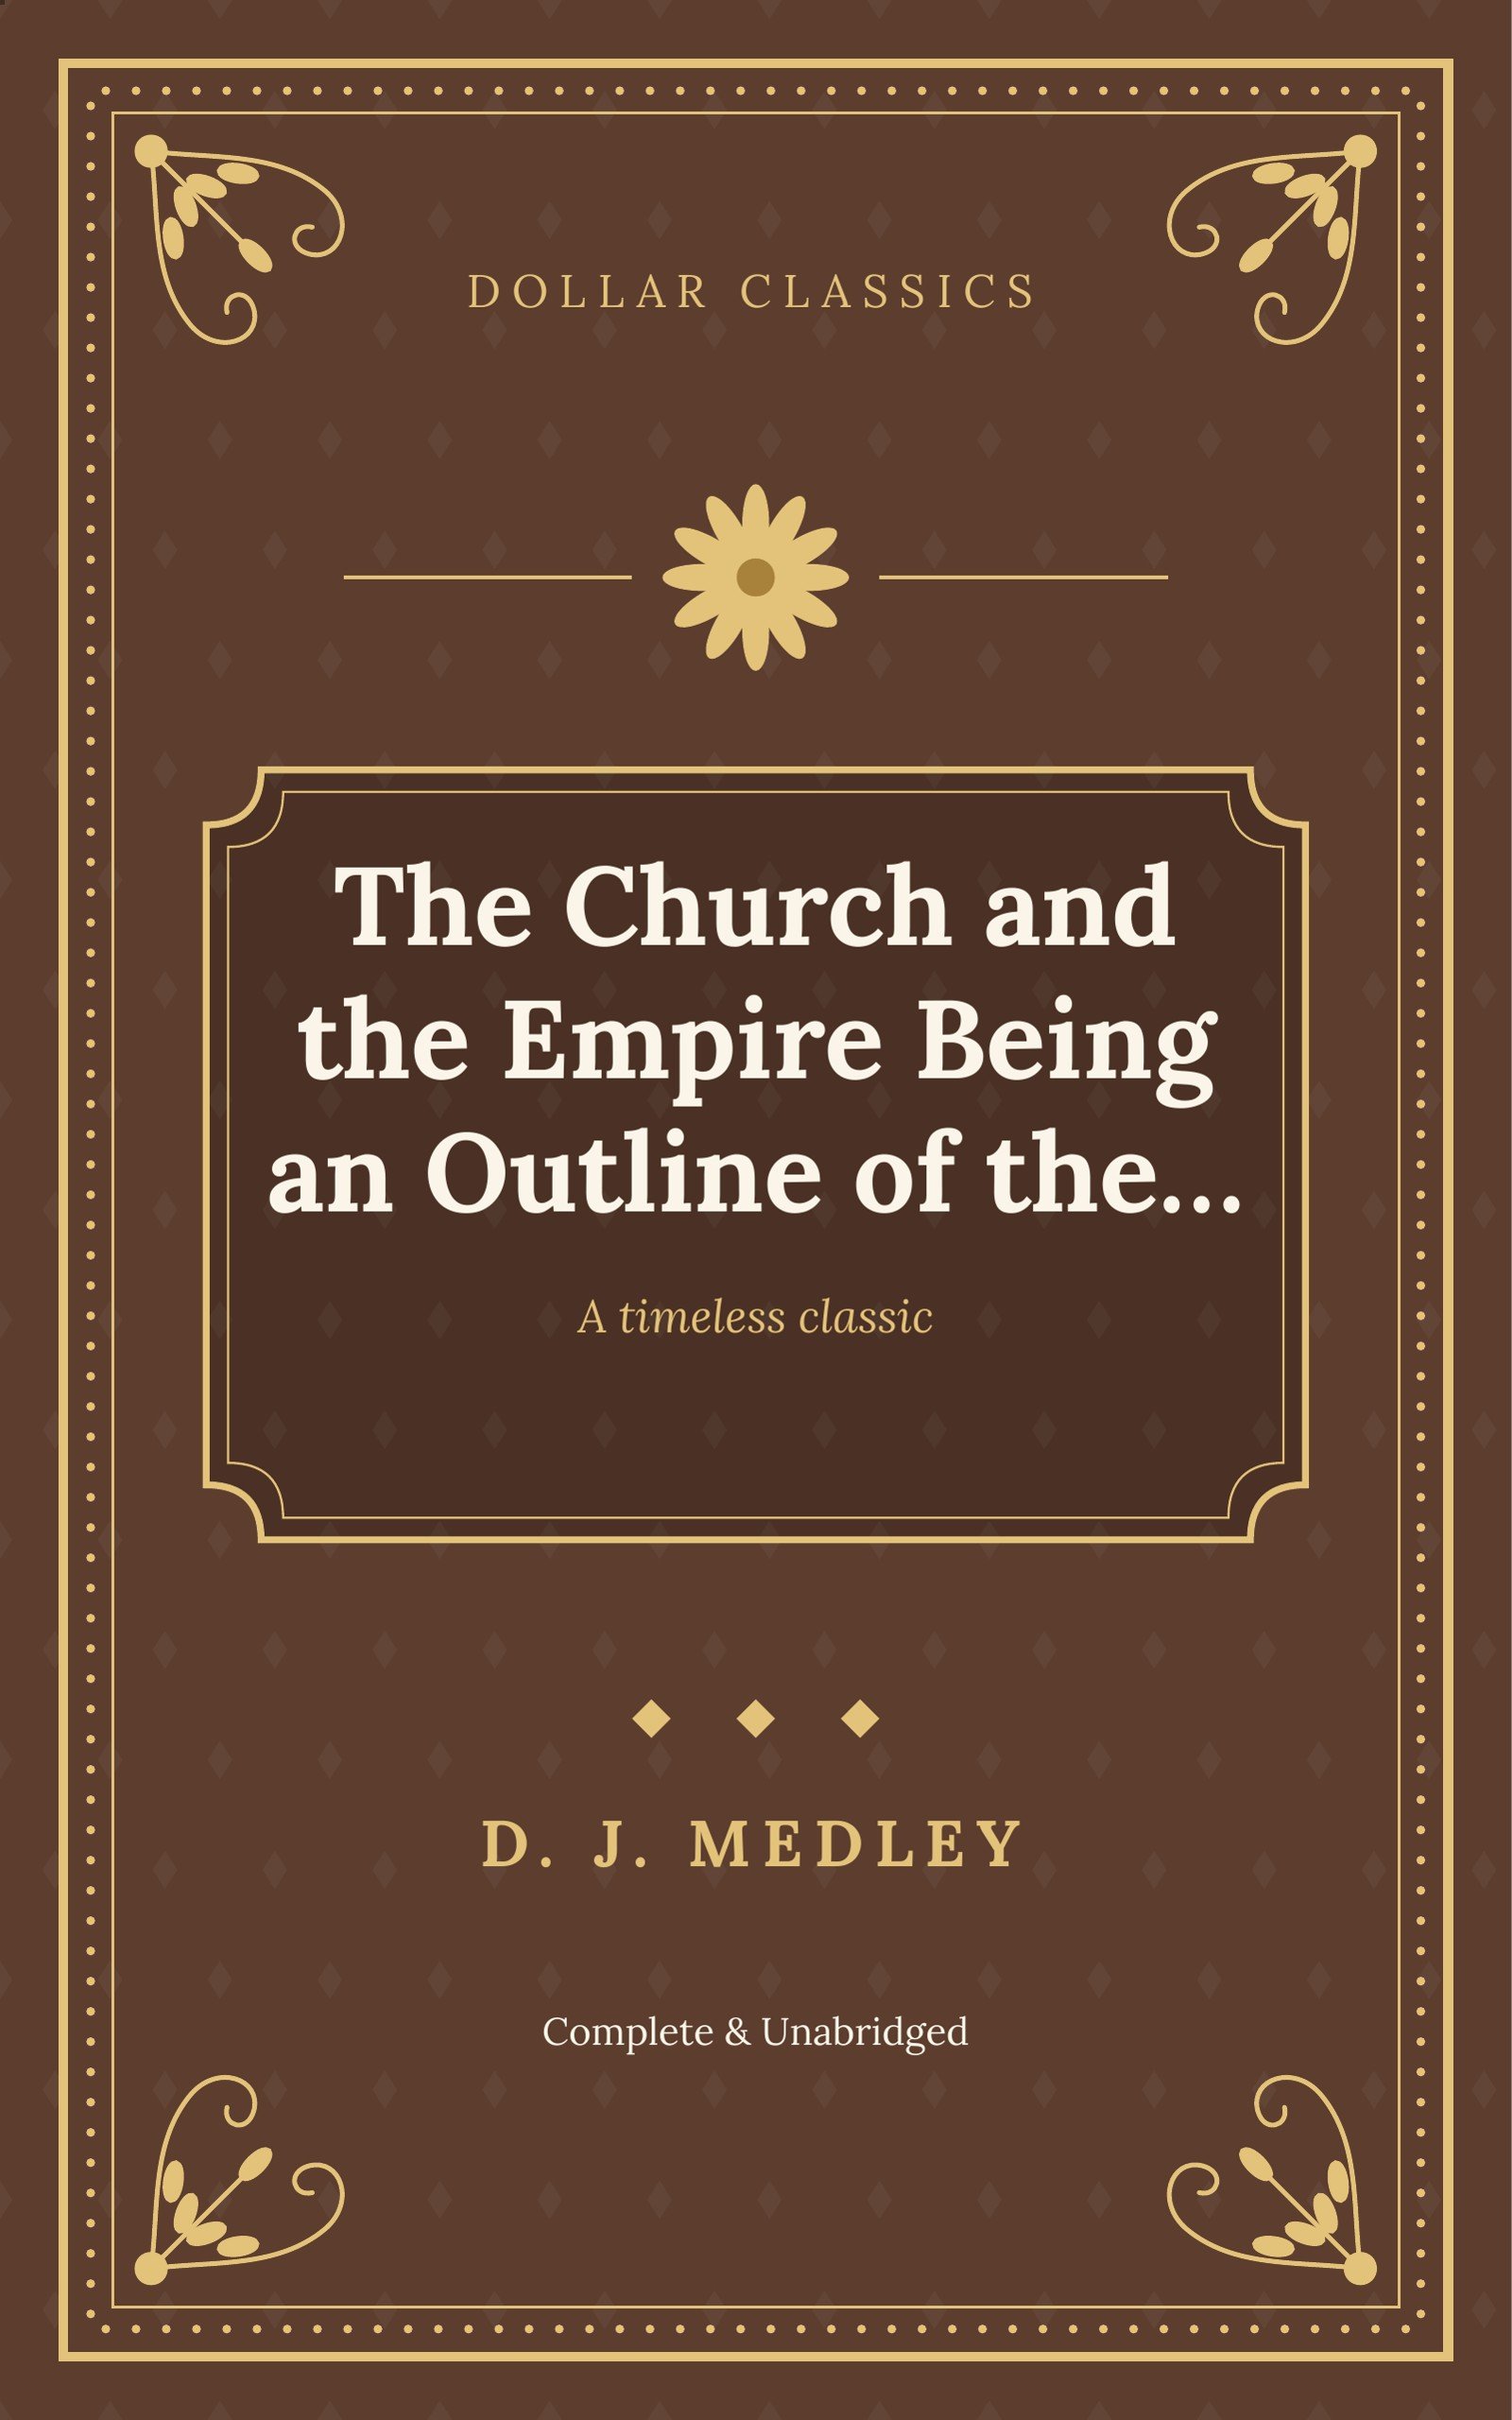 DOLLAR CLASSICS
The Church and
the Empire Being
an Outline of the...
A timeless classic
D. J. MEDLEY
Complete & Unabridged